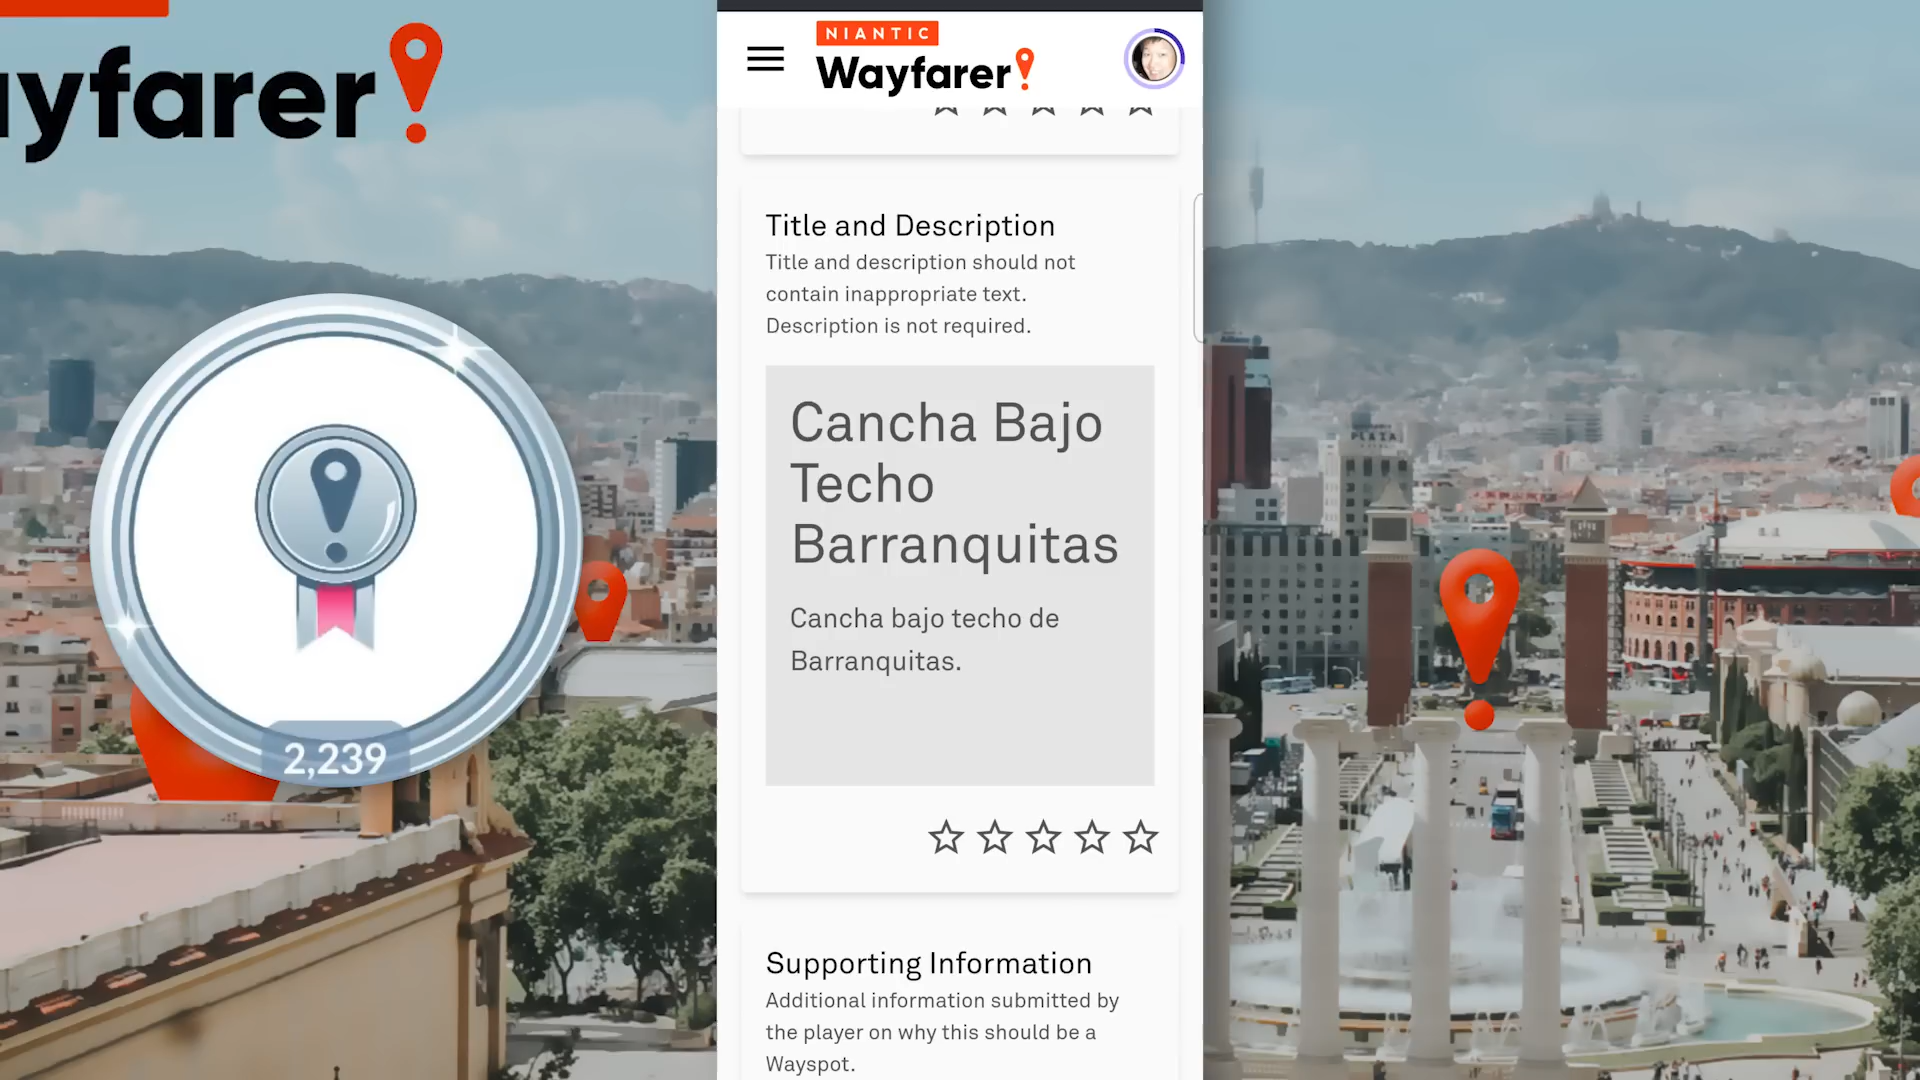 ayfarer!
NIANTIC
Wayfarer!
Title and Description
Title and description should not
contain inappropriate text.
Description is not required.
Cancha Bajo
Techo
Barranquitas
Cancha bajo techo de
Barranquitas.
2,239
PLAZA
Supporting Information
Additional information submitted by
the player on why this should be a
Wayspot.